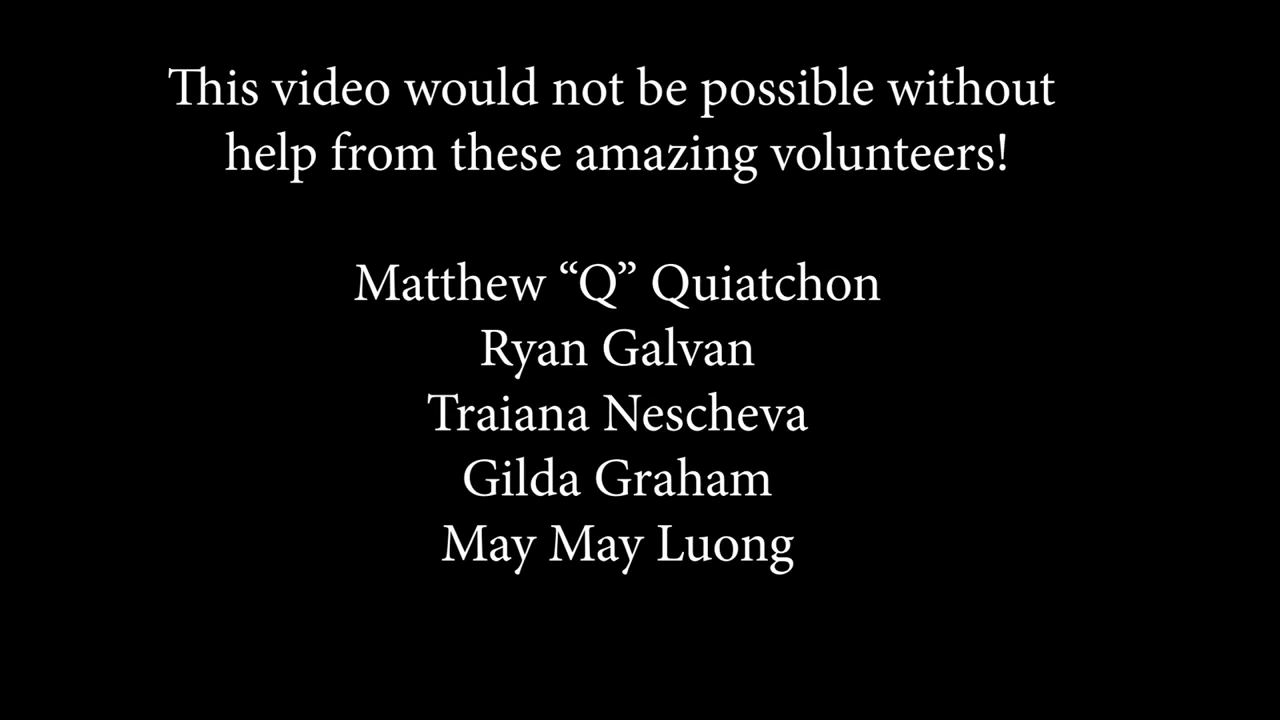 This video would not be possible without
help from these amazing volunteers!
Matthew “Q” Quiatchon
Ryan Galvan
Traiana Nescheva
Gilda Graham
May May Luong